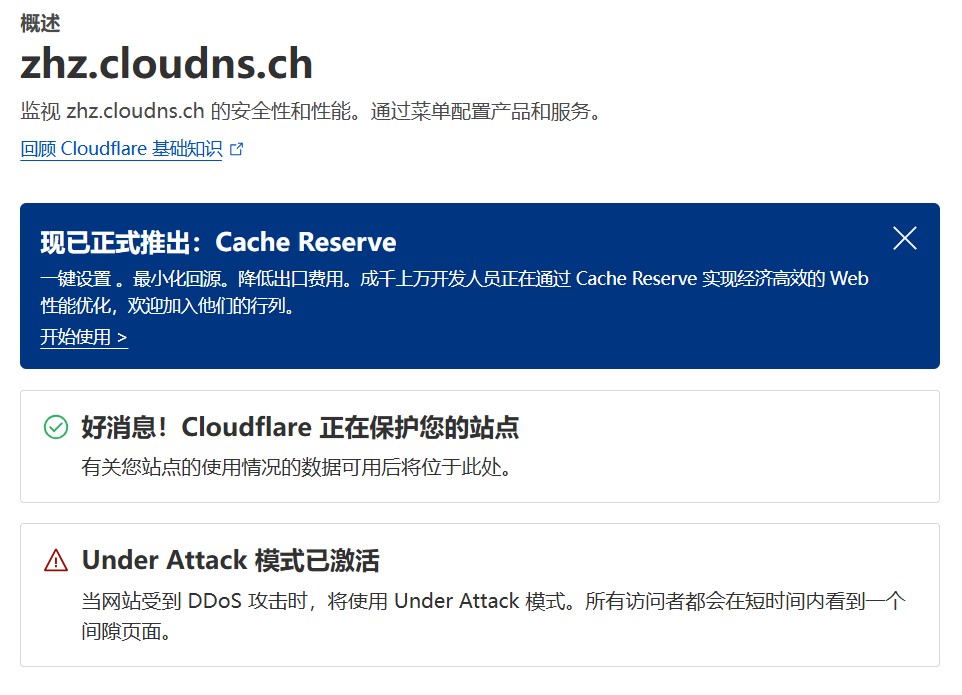 概述
zhz.cloudns.ch
监视 zhz.cloudns.ch 的安全性和性能。通过菜单配置产品和服务。
回顾 Cloudflare 基础知识
现已正式推出：Cache Reserve
一键设置 。最小化回源。降低出口费用。成千上万开发人员正在通过 Cache Reserve 实现经济高效的 Web
性能优化，欢迎加入他们的行列。
开始使用 >
好消息！Cloudflare 正在保护您的站点
有关您站点的使用情况的数据可用后将位于此处。
Under Attack 模式已激活
当网站受到 DDoS 攻击时，将使用 Under Attack 模式。所有访问者都会在短时间内看到一个
间隙页面。